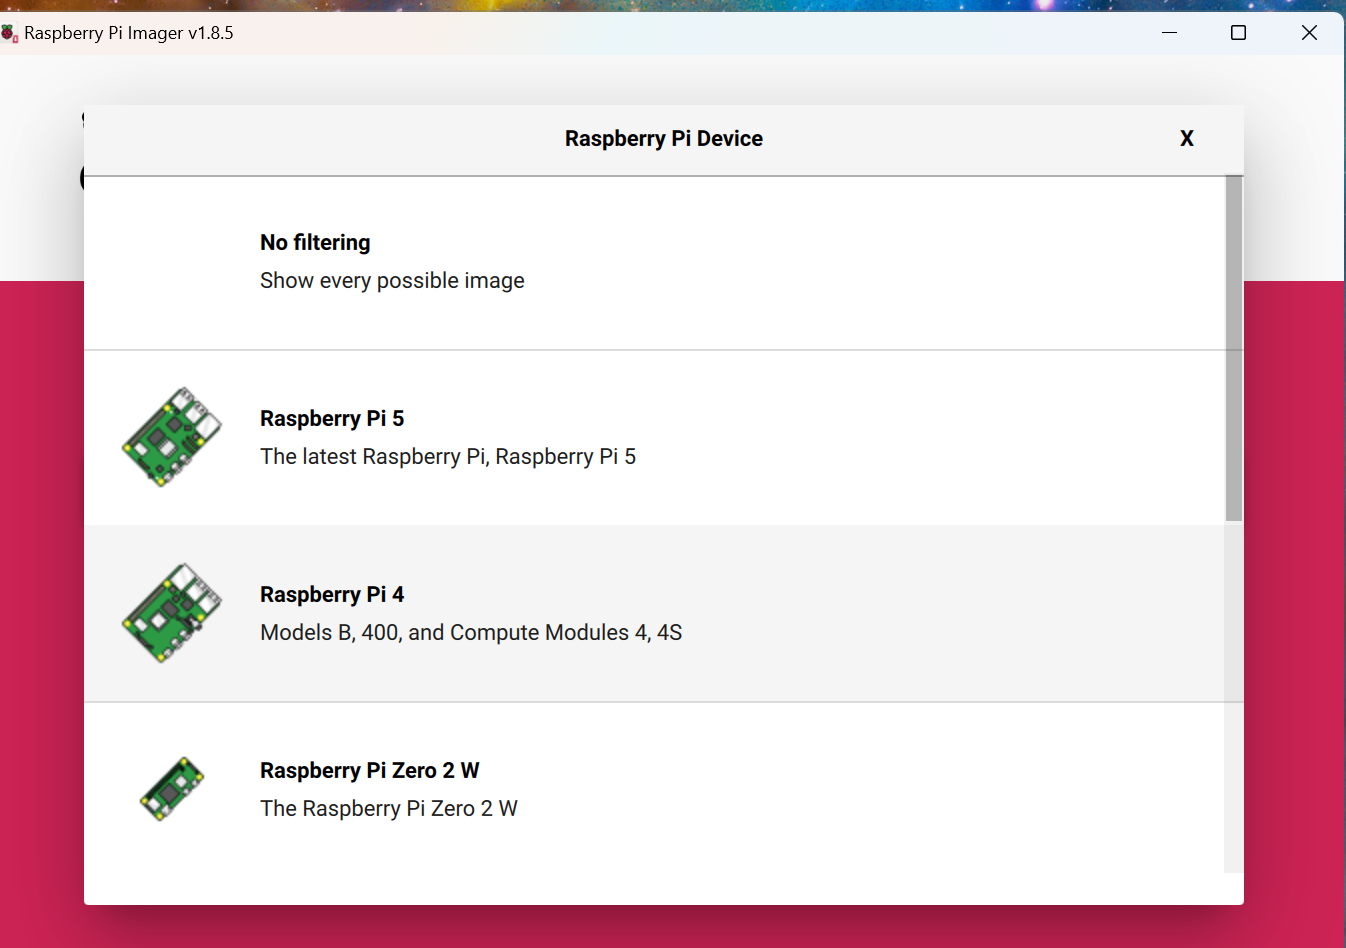 Raspberry Pi Imager v1.8.5
Raspberry Pi Device
X
No filtering
Show every possible image
Raspberry Pi 5
The latest Raspberry Pi, Raspberry Pi 5
Raspberry Pi 4
Models B, 400, and Compute Modules 4, 4S
Raspberry Pi Zero 2 W
The Raspberry Pi Zero 2 W